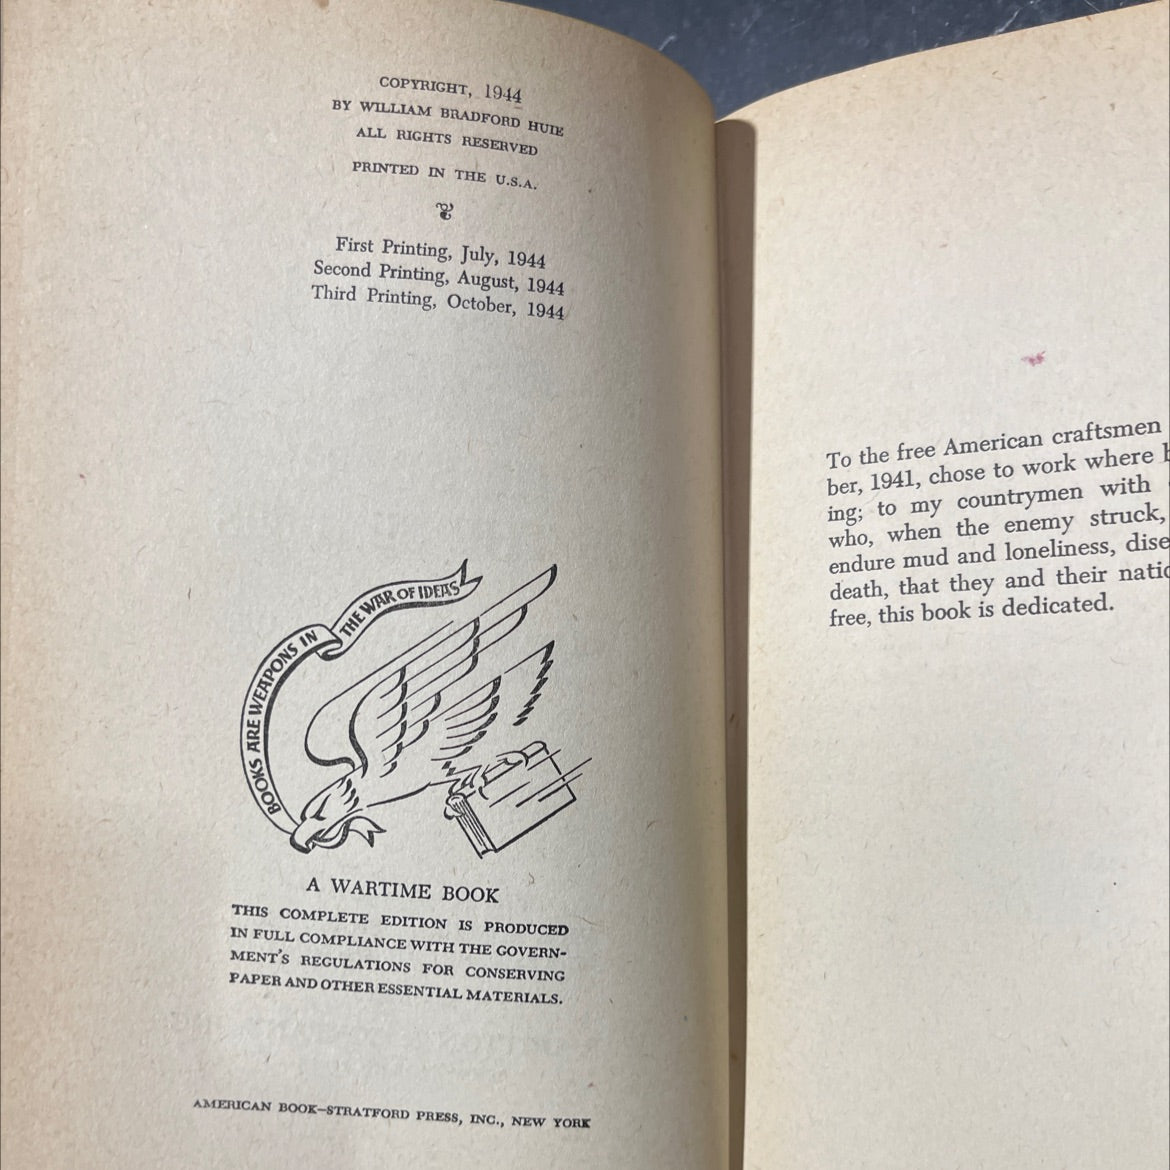 COPYRIGHT, 1944
BY WILLIAM BRADFORD HUIE
ALL RIGHTS RESERVED
PRINTED IN THE U.S.A.
First Printing, July, 1944
Second Printing, August, 1944
Third Printing, October, 1944
BOOKS ARE WEAPONS IN THE WAR OF IDEAS
A WARTIME BOOK
THIS COMPLETE EDITION IS PRODUCED
IN FULL COMPLIANCE WITH THE GOVERN-
MENT'S REGULATIONS FOR CONSERVING
PAPER AND OTHER ESSENTIAL MATERIALS.
AMERICAN BOOK–STRATFORD PRESS, INC., NEW YORK
To the free American craftsmen
ber, 1941, chose to work where
ing; to my countrymen with
who, when the enemy struck,
endure mud and loneliness, dise
death, that they and their natio
free, this book is dedicated.